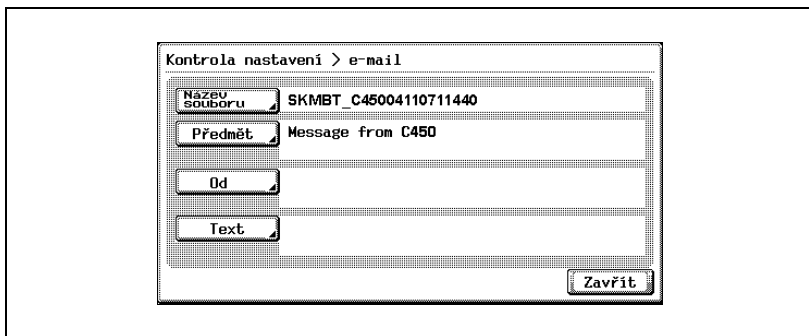 Kontrola nastavení > e-mail
Název
souboru
SKMBT_C45004110711440
Předmět
Message from C450
Od
Text
Zavřít